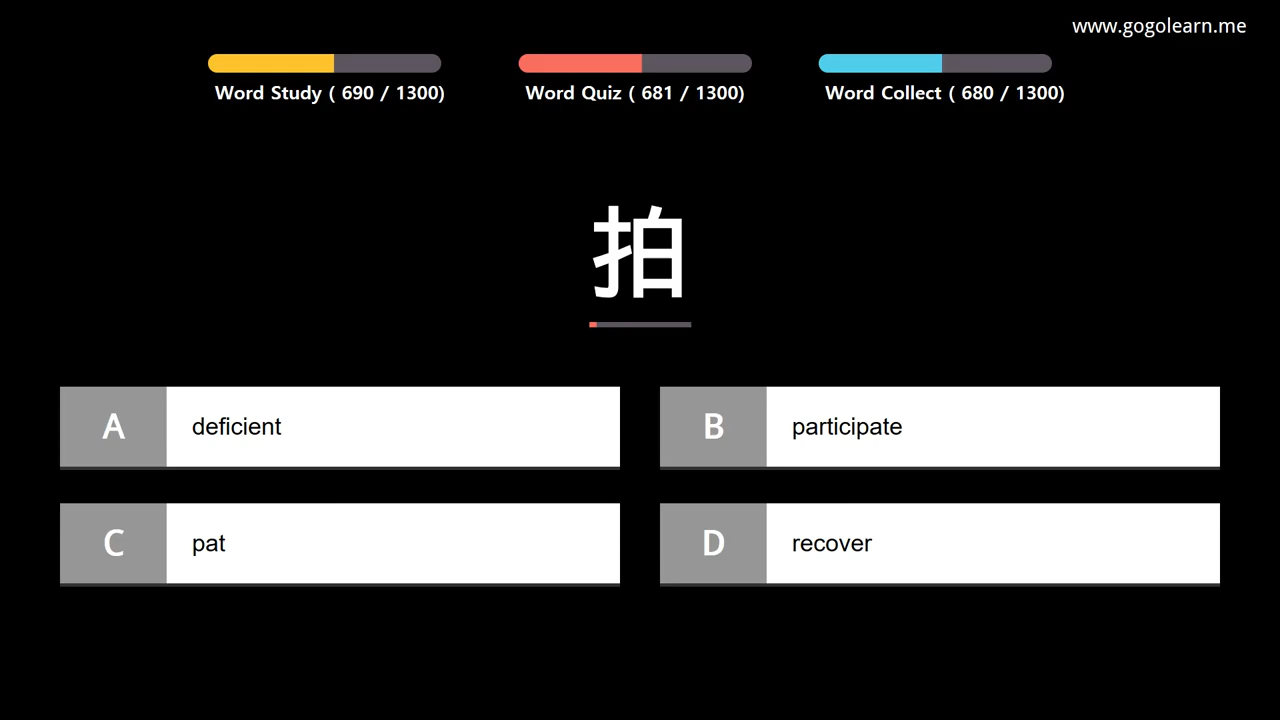 www.gogolearn.me
Word Study ( 690 / 1300)
Word Quiz ( 681 / 1300)
Word Collect ( 680 / 1300)
拍
A deficient
B participate
C pat
D recover